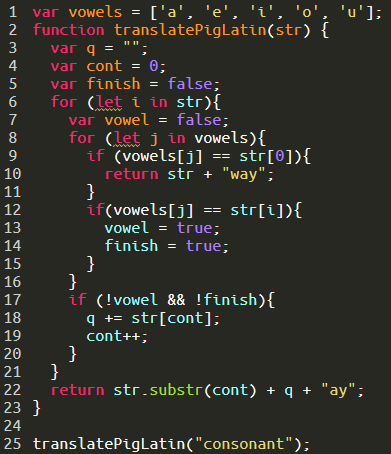 1 var vowels = ['a', 'e', 'i', 'o', 'u'];
2 function translatePigLatin(str) {
3   var q = "";
4   var cont = 0;
5   var finish = false;
6   for (let i in str){
7     var vowel = false;
8     for (let j in vowels){
9       if (vowels[j] == str[0]){
10         return str + "way";
11       }
12       if(vowels[j] == str[i]){
13         vowel = true;
14         finish = true;
15       }
16     }
17     if (!vowel && !finish){
18       q += str[cont];
19       cont++;
20     }
21   }
22   return str.substr(cont) + q + "ay";
23 }
24
25 translatePigLatin("consonant");